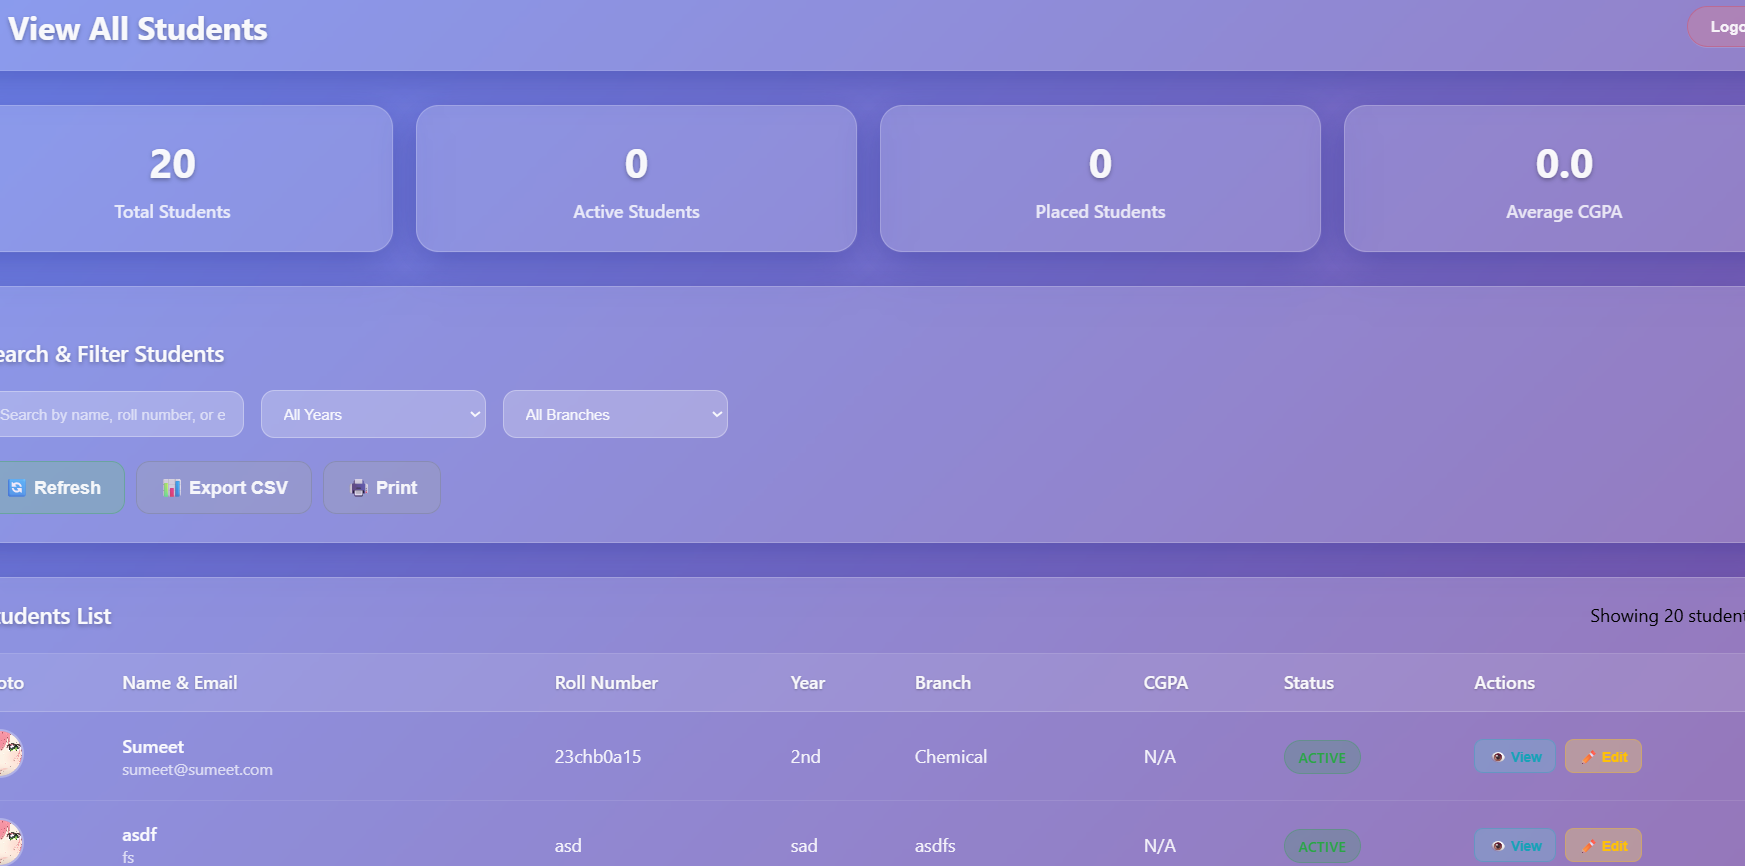 View All Students
Logo
20
Total Students
0
Active Students
0
Placed Students
0.0
Average CGPA
earch & Filter Students
Search by name, roll number, or e
All Years
All Branches
Refresh
Export CSV
Print
udents List
Showing 20 student
oto
Name & Email
Roll Number
Year
Branch
CGPA
Status
Actions
Sumeet
sumeet@sumeet.com
23chb0a15
2nd
Chemical
N/A
ACTIVE
View
Edit
asdf
fs
asd
sad
asdfs
N/A
ACTIVE
View
Edit